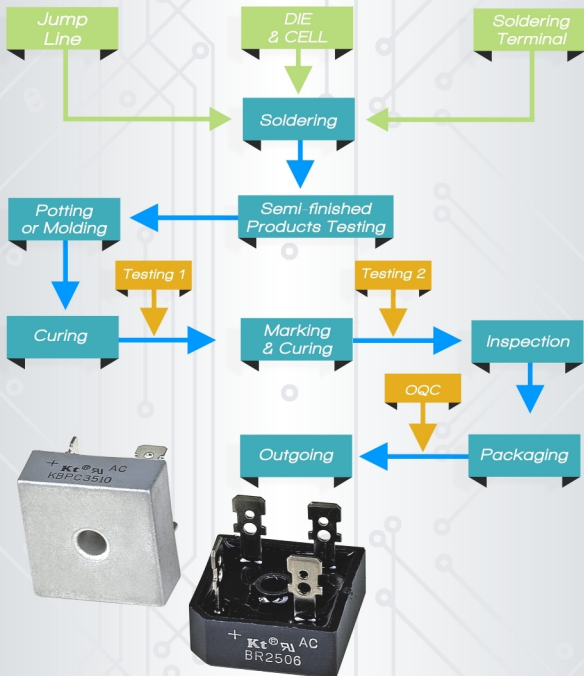 Jump
Line
DIE
& CELL
Soldering
Terminal
Soldering
Potting
or Molding
Semi-finished
Products Testing
Testing 1
Testing 2
Curing
Marking
& Curing
Inspection
OQC
Outgoing
Packaging
+ Kt® AC
KBPC3510
+ Kt® AC
BR2506